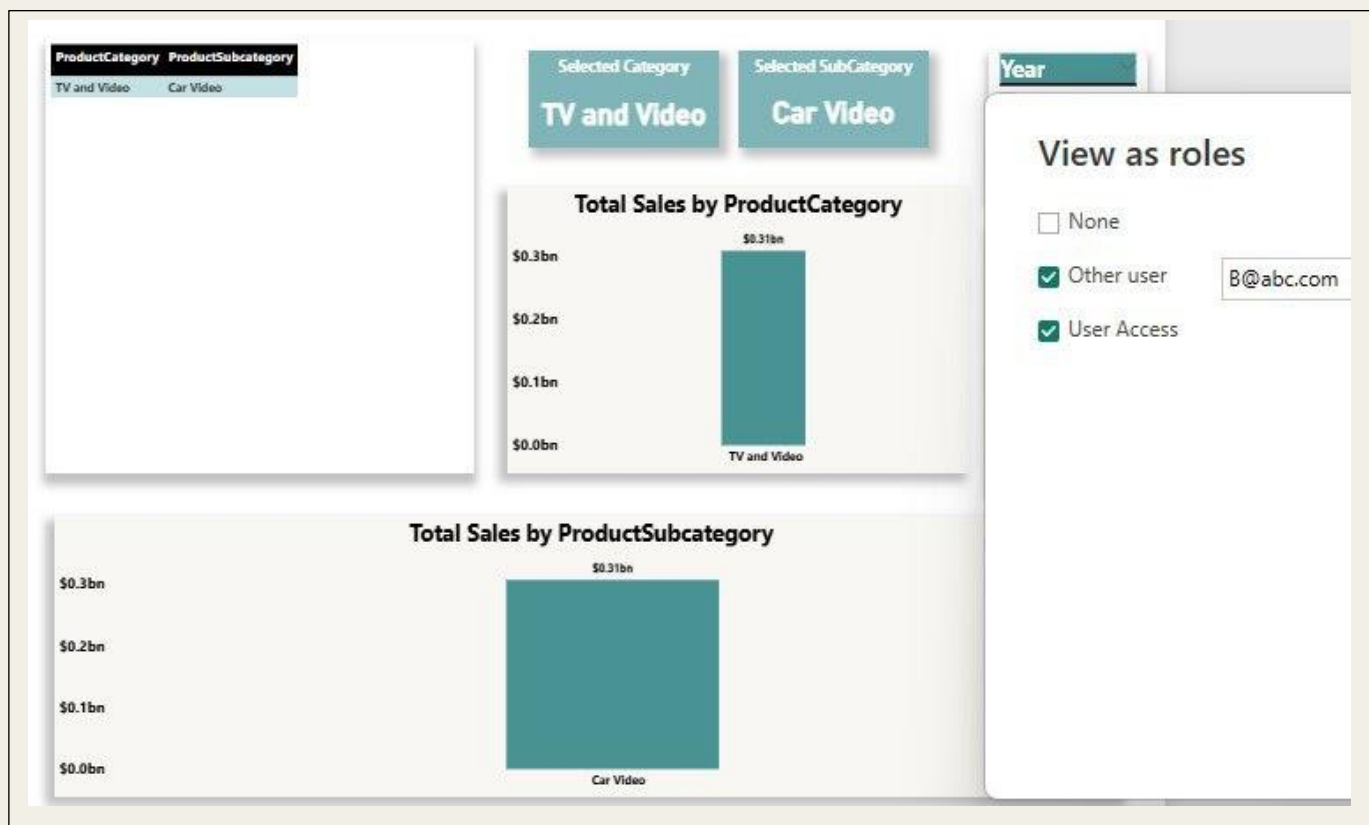 ProductCategory ProductSubcategory
TV and Video Car Video
Selected Category
TV and Video
Selected SubCategory
Car Video
Year
Total Sales by ProductCategory
$0.31bn
$0.3bn
$0.2bn
$0.1bn
$0.0bn
TV and Video
Total Sales by ProductSubcategory
$0.31bn
$0.3bn
$0.2bn
$0.1bn
$0.0bn
Car Video
View as roles
None
Other user B@abc.com
User Access